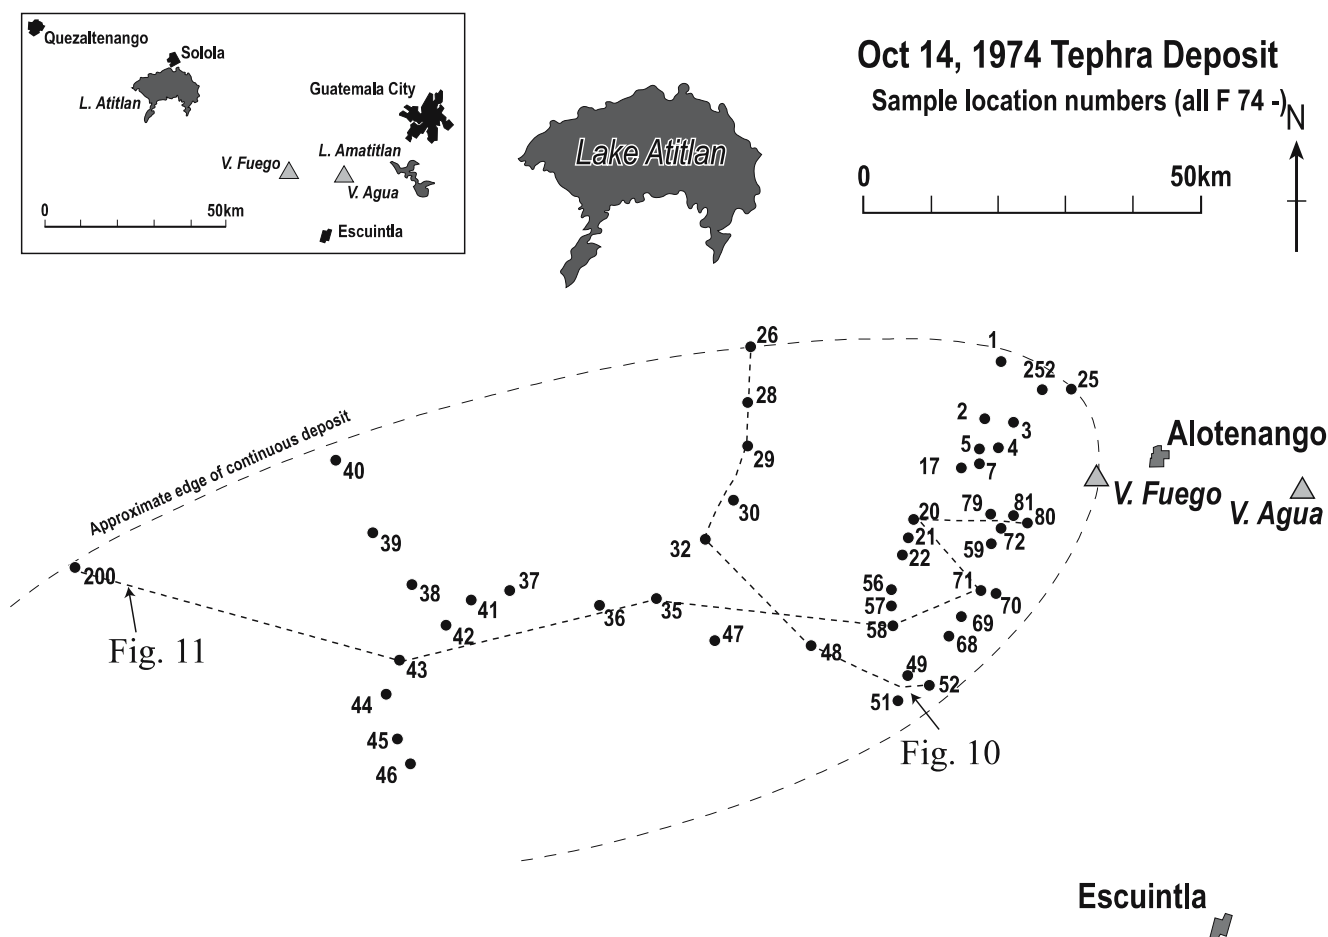 Quezaltenango
Solola
L. Atitlan
Guatemala City
V. Fuego
L. Amatitlan
V. Agua
0 50km
Escuintla
Lake Atitlan
Oct 14, 1974 Tephra Deposit
Sample location numbers (all F 74 -)
N
0 50km
Approximate edge of continuous deposit
26
1
252
25
28
2
3
29
5
4
17
7
40
Alotenango
V. Fuego
V. Agua
30
79
81
20
80
39
32
21
72
59
22
200
38
37
56
71
41
57
70
36
35
42
58
69
47
68
43
48
Fig. 11
49
52
44
51
45
46
Fig. 10
Escuintla